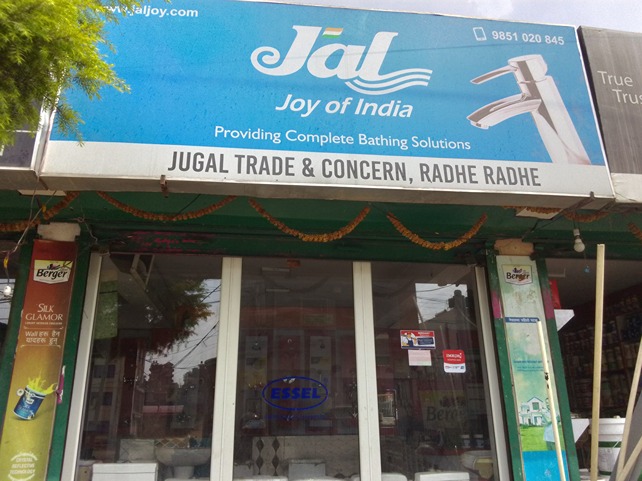 www.jaljoy.com
9851 020 845
Jal
Joy of India
Providing Complete Bathing Solutions
JUGAL TRADE & CONCERN, RADHE RADHE
True
Trus
Berger
SILK
GLAMOR
Berger
ESSEL
Berger